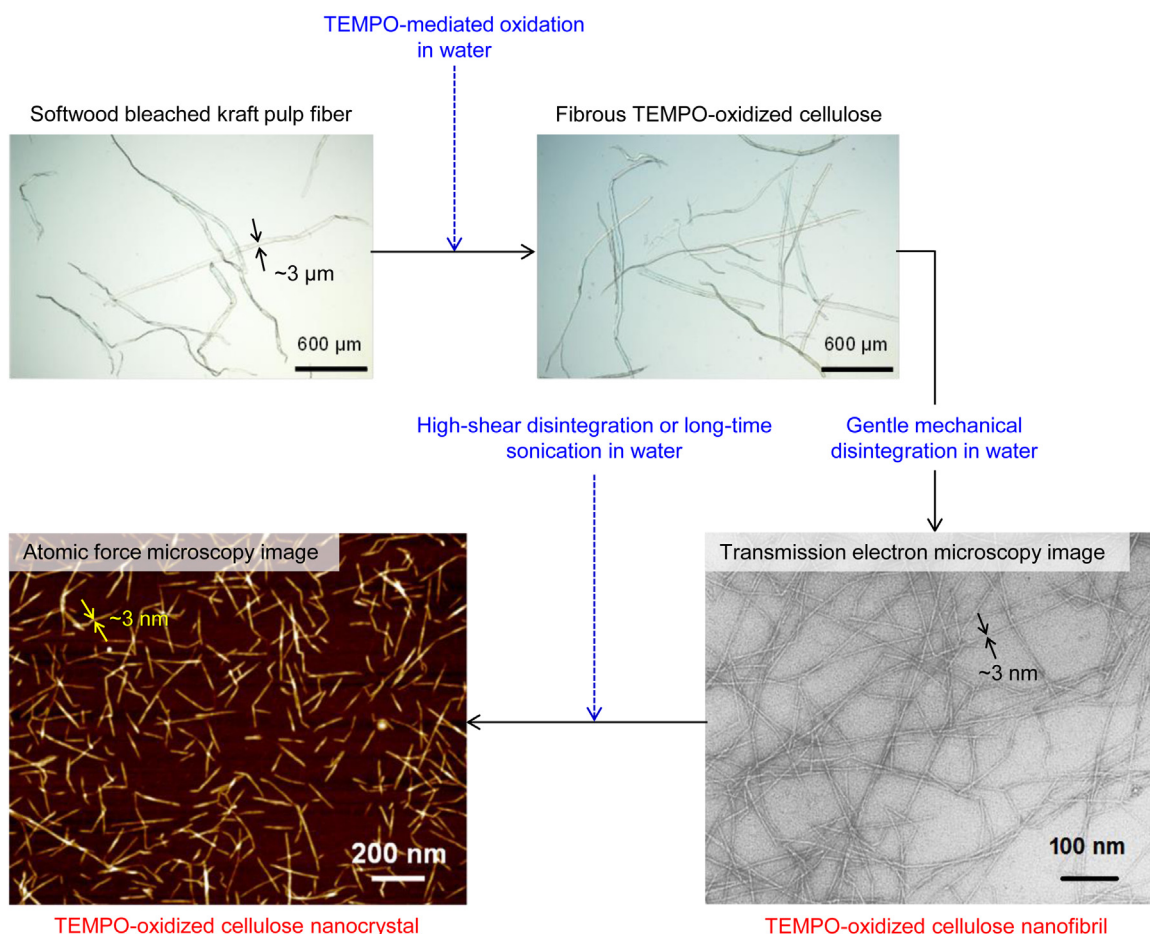 TEMPO-mediated oxidation
in water
Softwood bleached kraft pulp fiber
Fibrous TEMPO-oxidized cellulose
~3 μm
600 μm
600 μm
High-shear disintegration or long-time
sonication in water
Gentle mechanical
disintegration in water
Atomic force microscopy image
Transmission electron microscopy image
~3 nm
~3 nm
200 nm
100 nm
TEMPO-oxidized cellulose nanocrystal
TEMPO-oxidized cellulose nanofibril